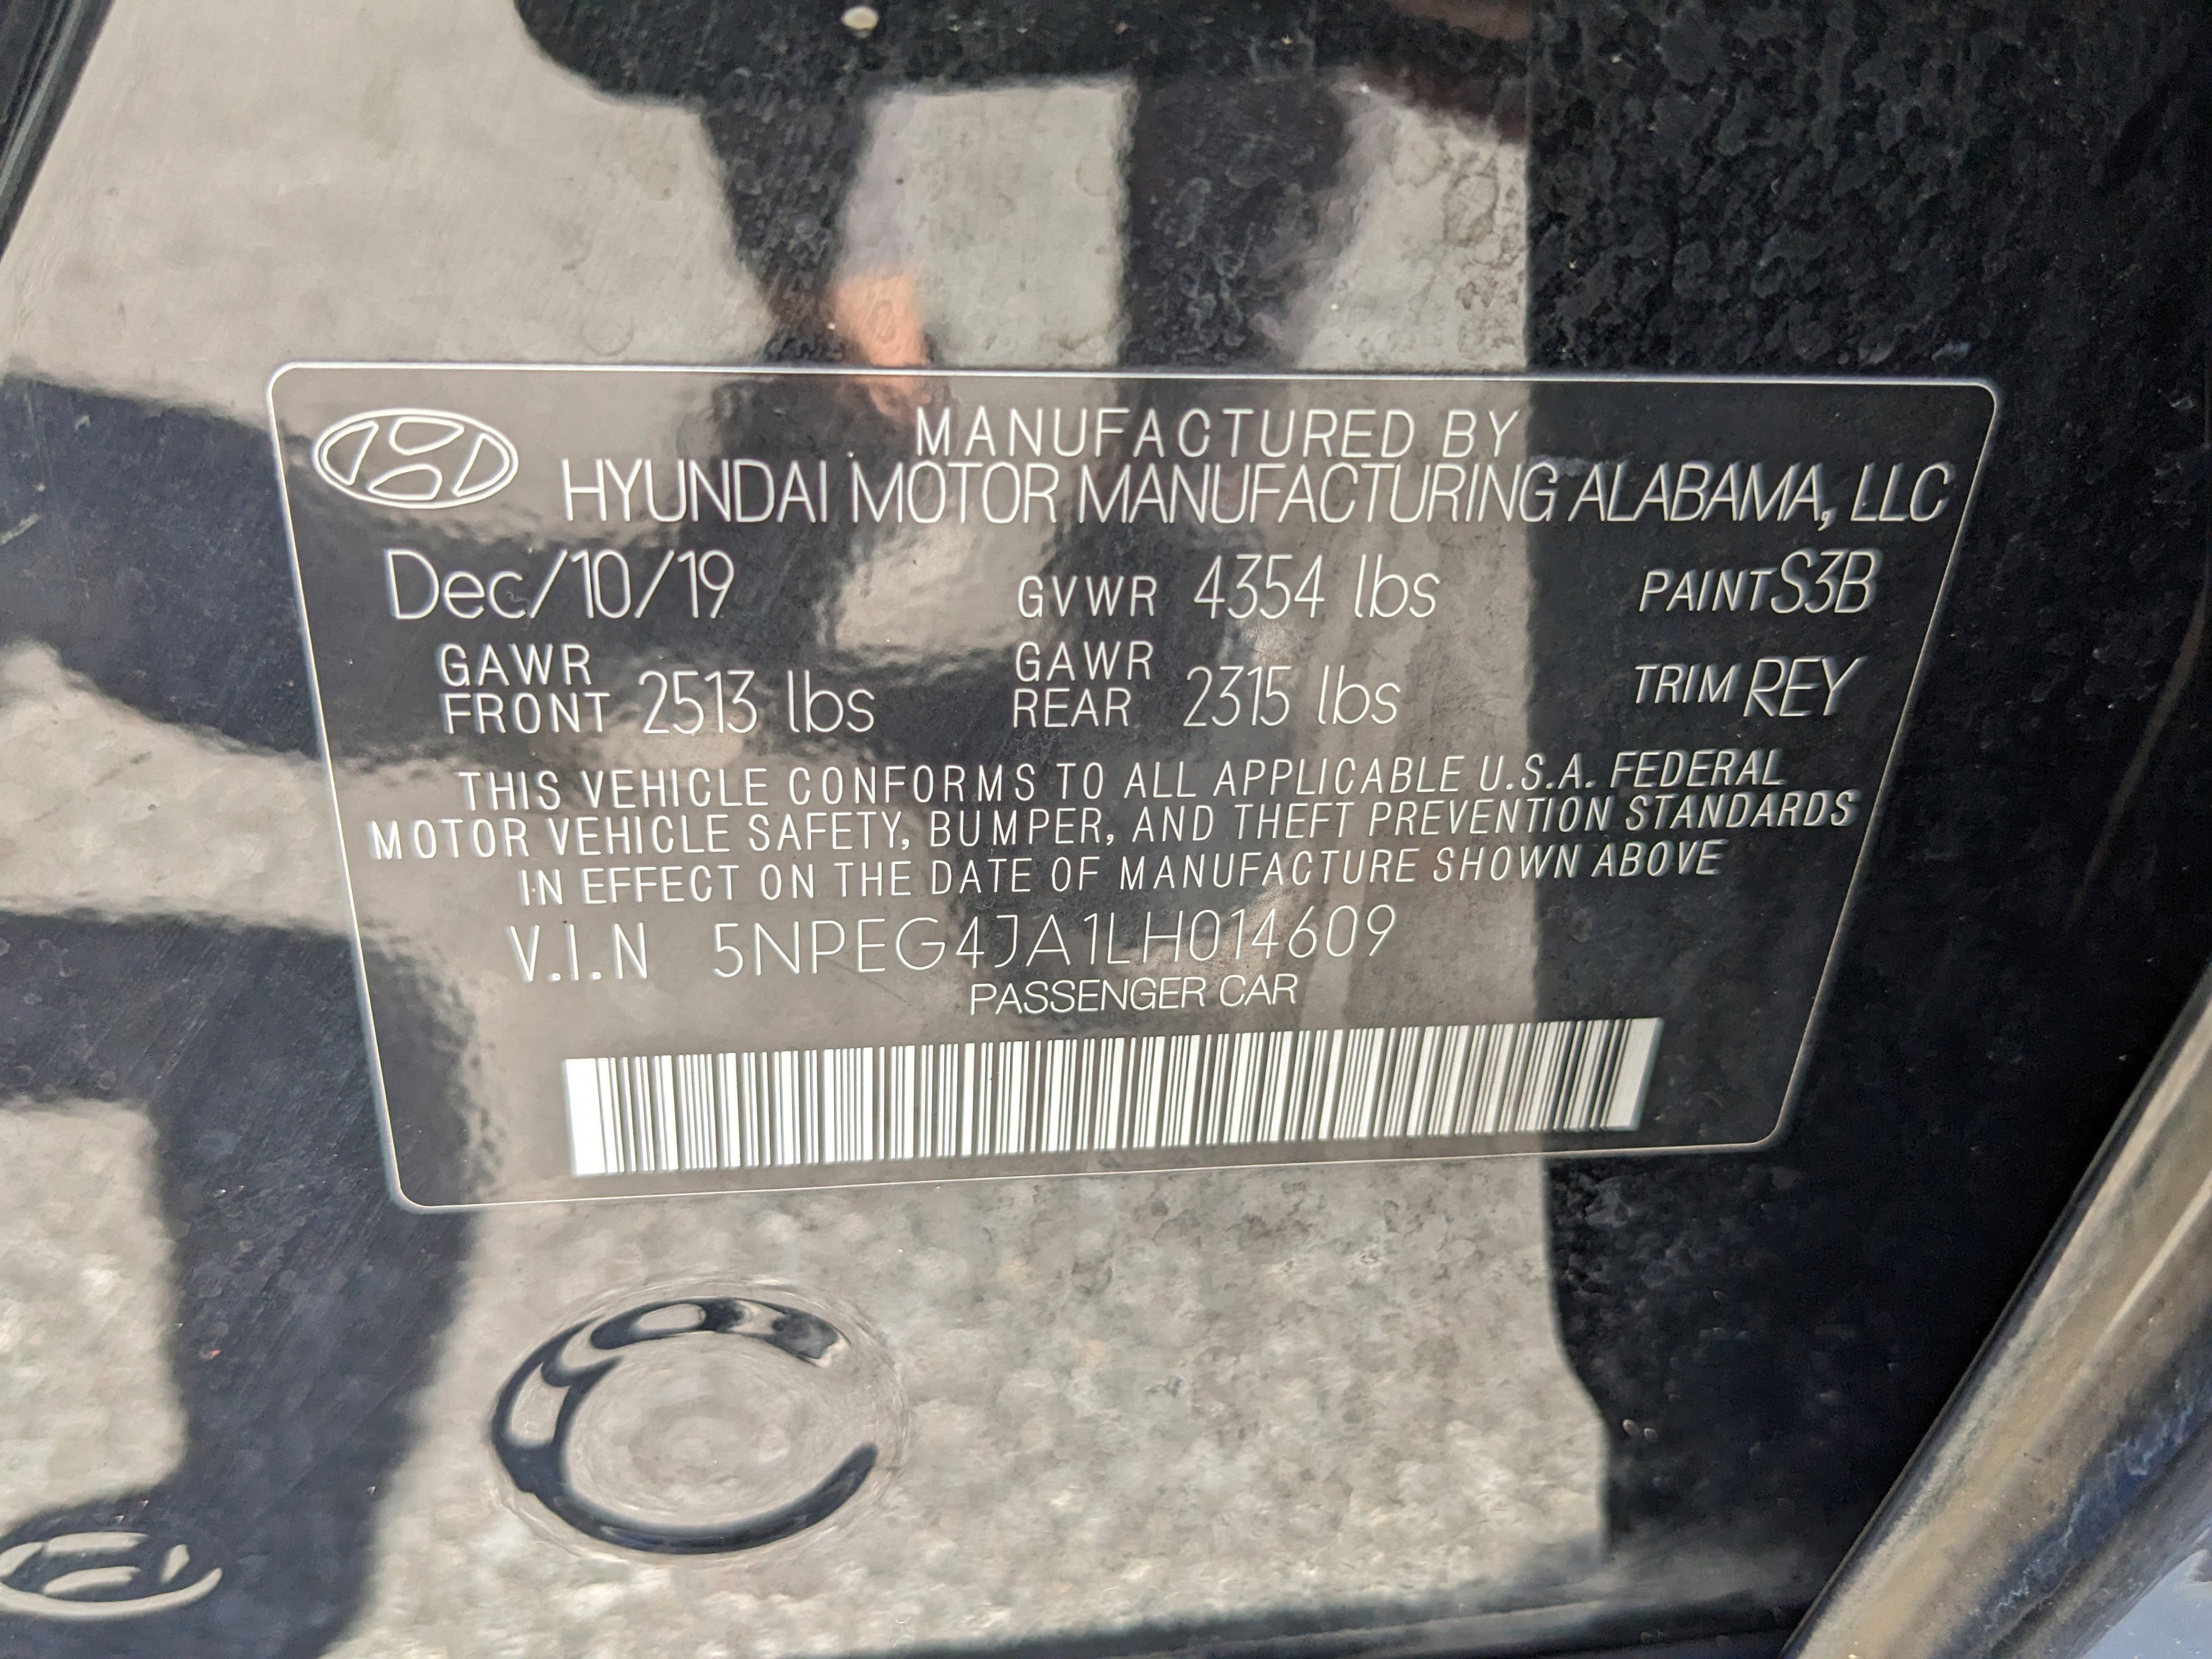 MANUFACTURED BY
HYUNDAI MOTOR MANUFACTURING ALABAMA, LLC
Dec/10/19 GVWR 4354 lbs PAINT S3B
GAWR FRONT 2513 lbs GAWR REAR 2315 lbs TRIM REY
THIS VEHICLE CONFORMS TO ALL APPLICABLE U.S.A. FEDERAL
MOTOR VEHICLE SAFETY, BUMPER, AND THEFT PREVENTION STANDARDS
IN EFFECT ON THE DATE OF MANUFACTURE SHOWN ABOVE
V.I.N 5NPEG4JA1LH014609
PASSENGER CAR